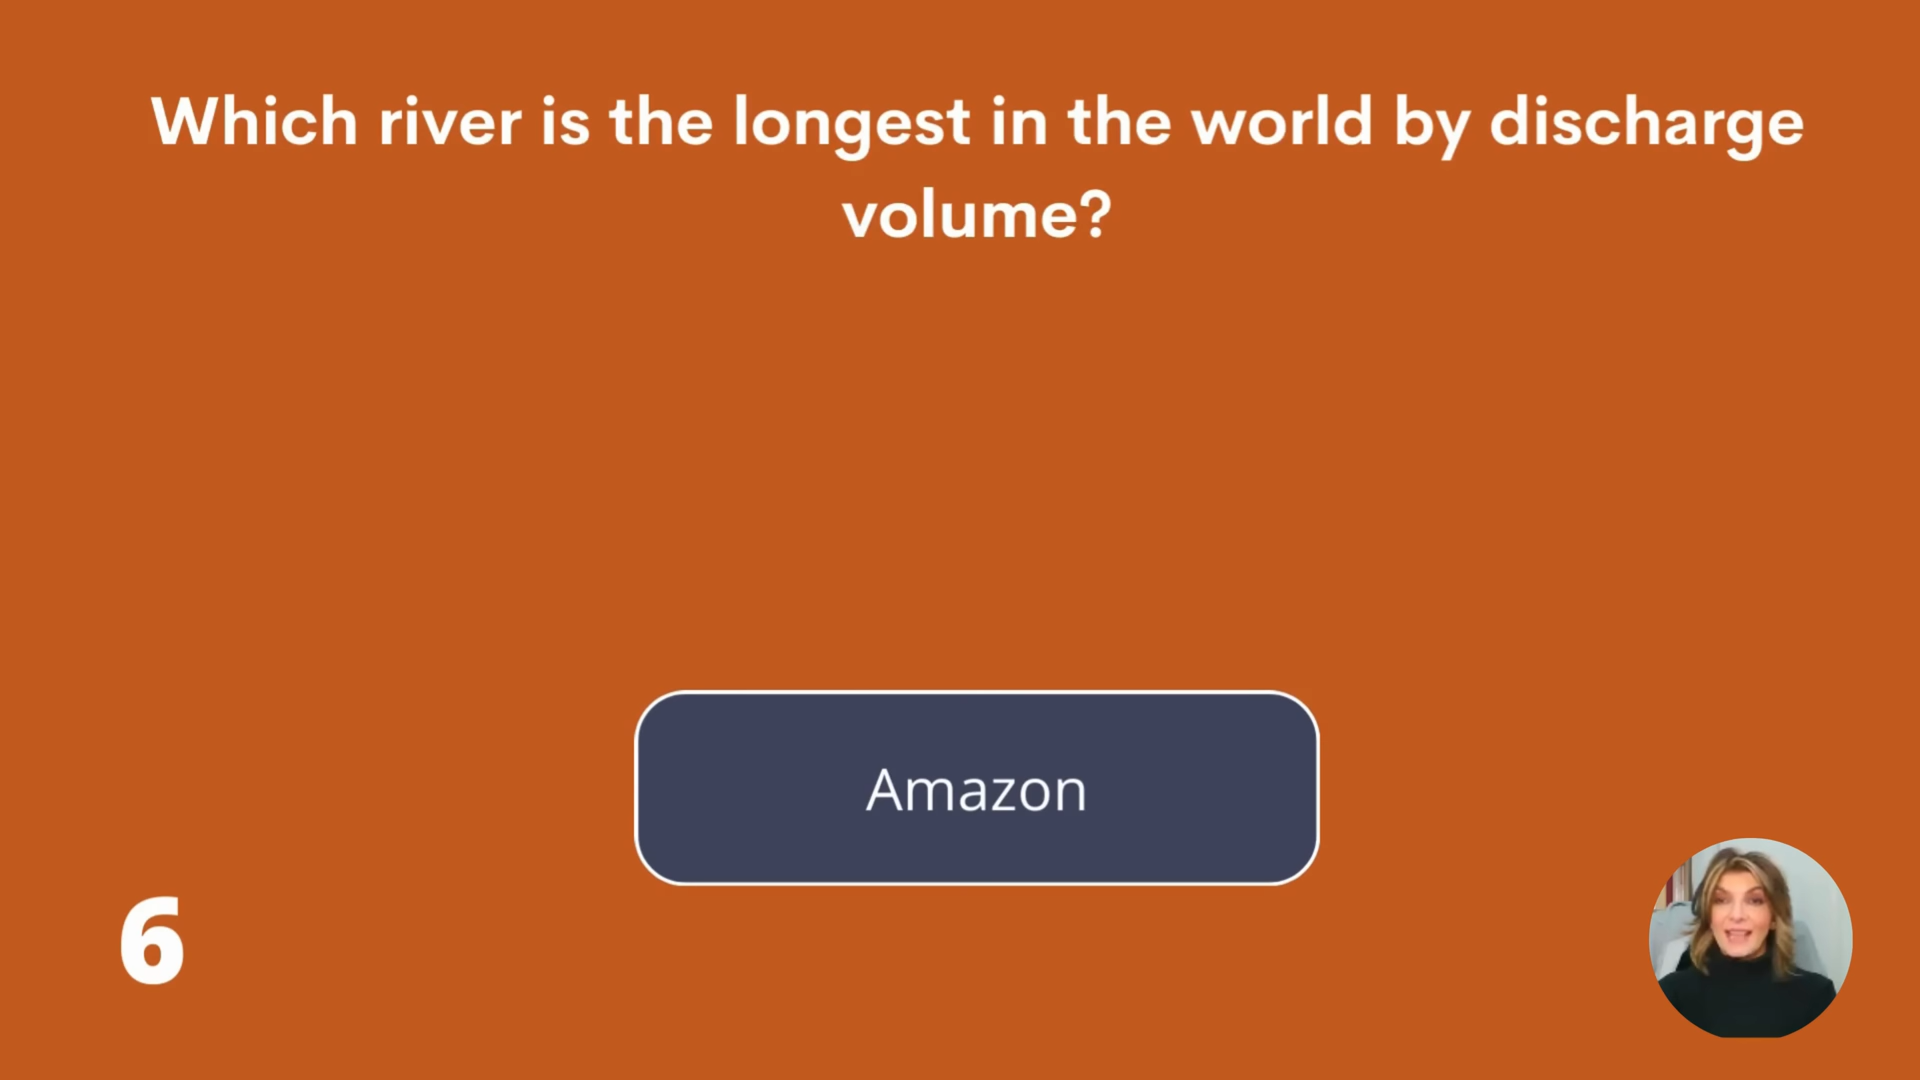 Which river is the longest in the world by discharge
volume?
Amazon
6